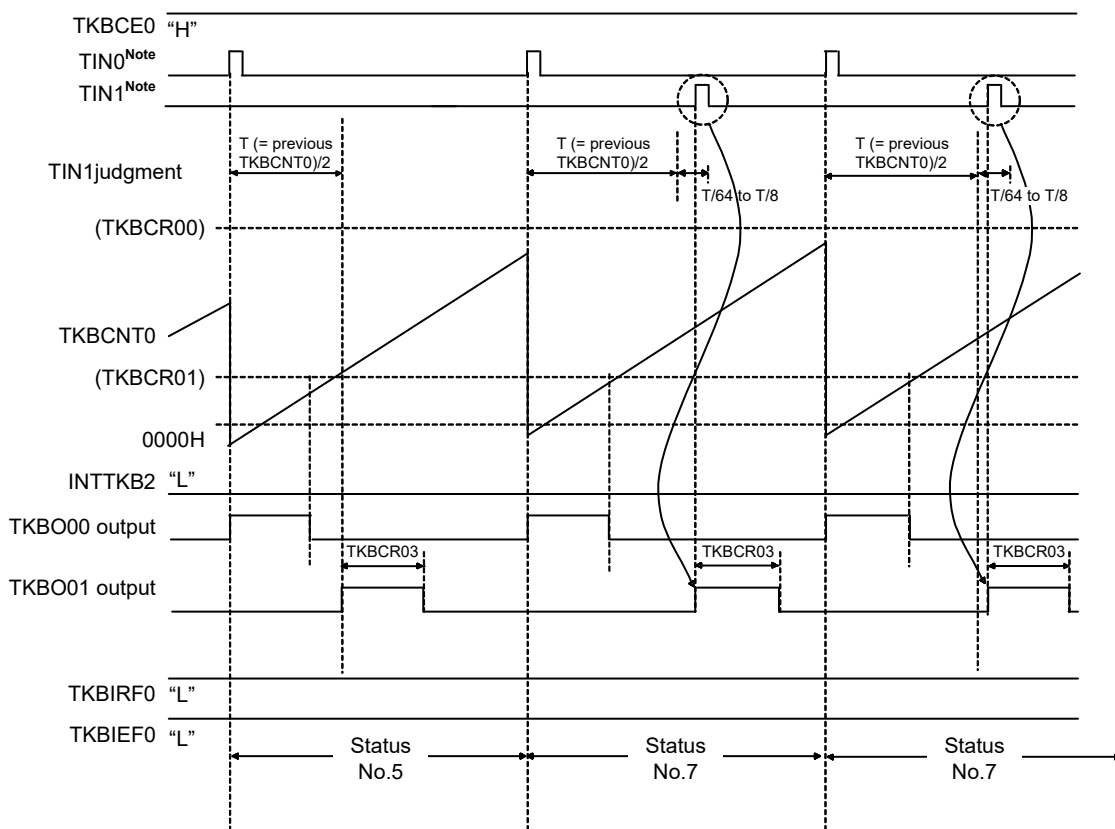 TKBCE0 “H”
TIN0Note
TIN1Note
T (= previous
TKBCNT0)/2
T (= previous
TKBCNT0)/2
T (= previous
TKBCNT0)/2
TIN1judgment
T/64 to T/8
T/64 to T/8
(TKBCR00)
TKBCNT0
(TKBCR01)
0000H
INTTKB2 “L”
TKBO00 output
TKBCR03
TKBCR03
TKBCR03
TKBO01 output
TKBIRF0 “L”
TKBIEF0 “L”
Status
No.5
Status
No.7
Status
No.7